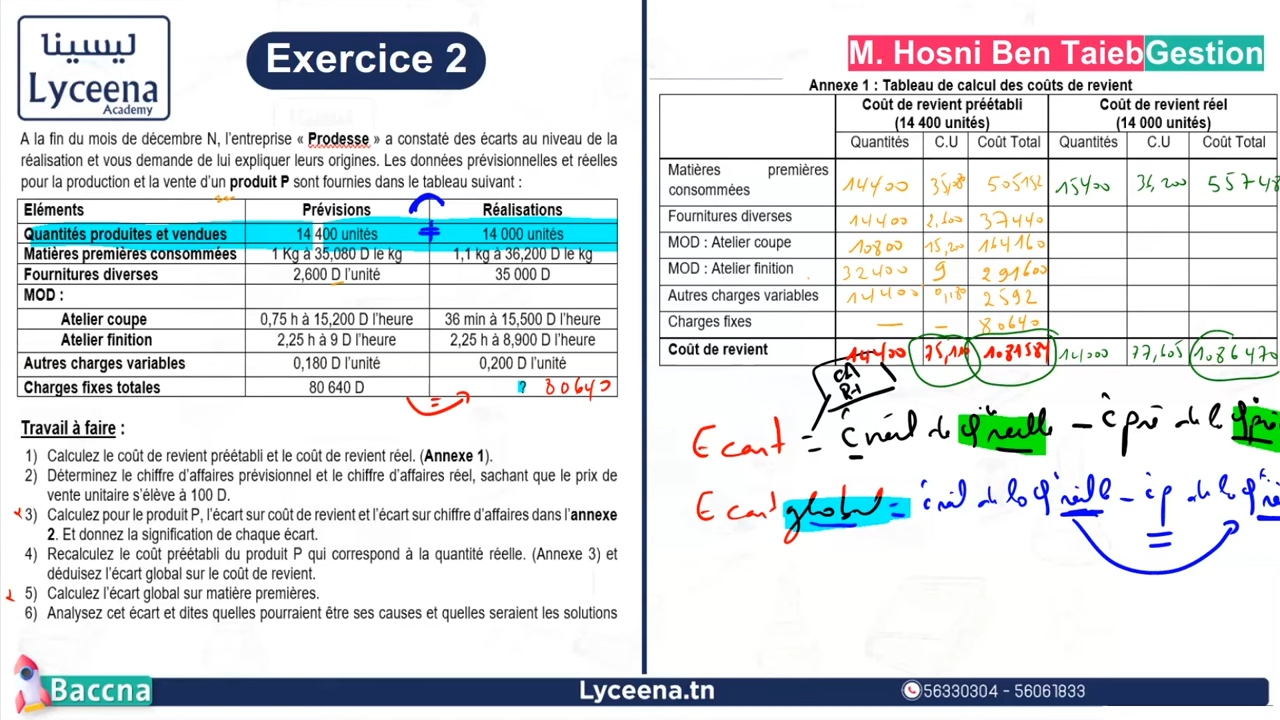 ليسينا
Lyceena
Academy
Exercice 2
M. Hosni Ben Taieb Gestion
A la fin du mois de décembre N, l'entreprise « Prodesse » a constaté des écarts au niveau de la
réalisation et vous demande de lui expliquer leurs origines. Les données prévisionnelles et réelles
pour la production et la vente d'un produit P sont fournies dans le tableau suivant :
Eléments Prévisions Réalisations
Quantités produites et vendues 14 400 unités 14 000 unités
Matières premières consommées 1 Kg à 35,080 D le kg 1,1 kg à 36,200 D le kg
Fournitures diverses 2,600 D l'unité 35 000 D
MOD :
Atelier coupe 0,75 h à 15,200 D l'heure 36 min à 15,500 D l'heure
Atelier finition 2,25 h à 9 D l'heure 2,25 h à 8,900 D l'heure
Autres charges variables 0,180 D l'unité 0,200 D l'unité
Charges fixes totales 80 640 D ? 80640
=
Travail à faire :
1) Calculez le coût de revient préétabli et le coût de revient réel. (Annexe 1).
2) Déterminez le chiffre d'affaires prévisionnel et le chiffre d'affaires réel, sachant que le prix de
vente unitaire s'élève à 100 D.
3) Calculez pour le produit P, l'écart sur coût de revient et l'écart sur chiffre d'affaires dans l'annexe
2. Et donnez la signification de chaque écart.
4) Recalculez le coût préétabli du produit P qui correspond à la quantité réelle. (Annexe 3) et
déduisez l'écart global sur le coût de revient.
5) Calculez l'écart global sur matière premières.
6) Analysez cet écart et dites quelles pourraient être ses causes et quelles seraient les solutions
Annexe 1 : Tableau de calcul des coûts de revient
Coût de revient préétabli Coût de revient réel
(14 400 unités) (14 000 unités)
Quantités C.U Coût Total Quantités C.U Coût Total
Matières premières consommées 14400 35,080 505152 15400 36,200 55748
Fournitures diverses 14400 2,600 37440
MOD : Atelier coupe 10800 15,200 164160
MOD : Atelier finition 32400 9 291600
Autres charges variables 14400 0,180 2592
Charges fixes — — 80640
Coût de revient 14400 75,110 1081584 14000 77,605 1086470
Ecart = c réel de q réelle – c pré de la q pré
Ecart global = c réel de la q réelle – cp de la q rée
Baccna
Lyceena.tn
56330304 - 56061833